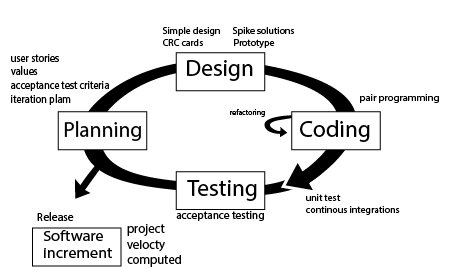 Simple design
CRC cards
Spike solutions
Prototype
user stories
values
acceptance test criteria
iteration plam
Design
pair programming
refactoring
Planning
Coding
Testing
acceptance testing
unit test
continous integrations
Release
Software
increment
project
velocty
computed